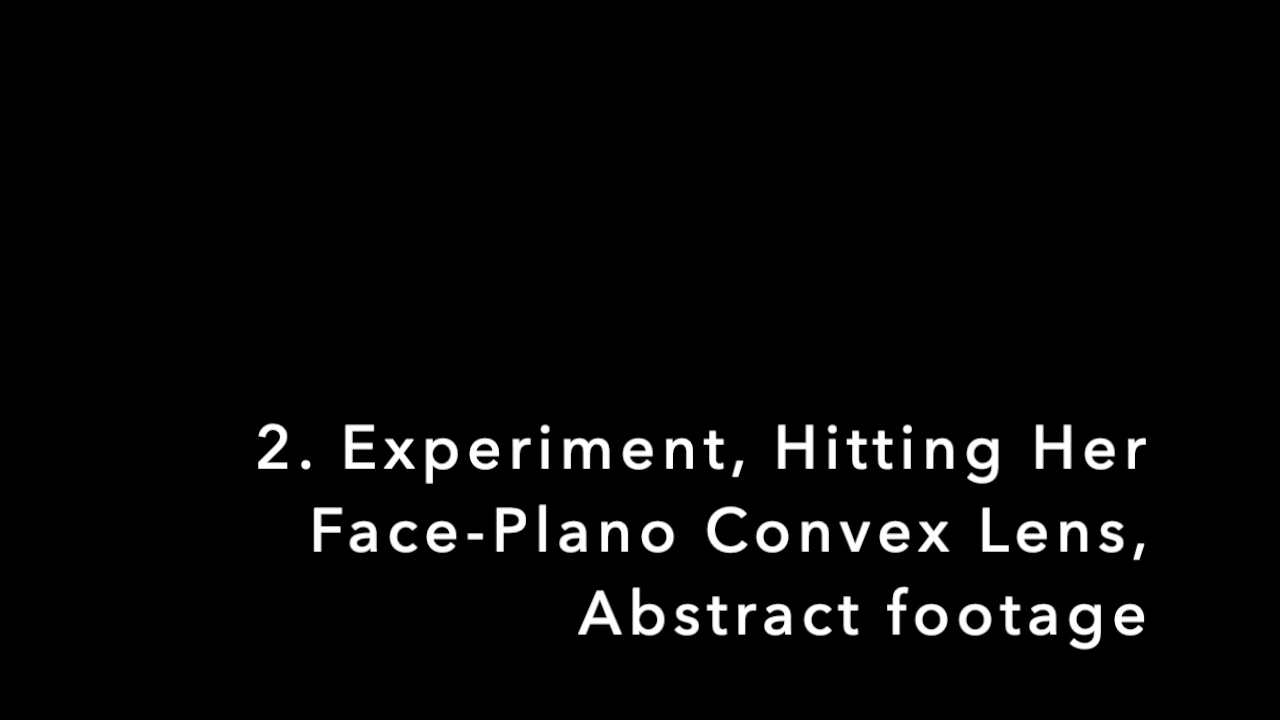 2. Experiment, Hitting Her
Face-Plano Convex Lens,
Abstract footage